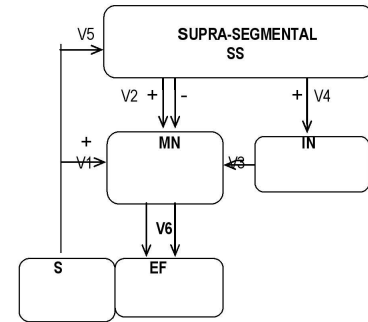 SUPRA-SEGMENTAL
SS
V5
V2 + -
+ V4
+
V1
MN
V3
IN
V6
S
EF